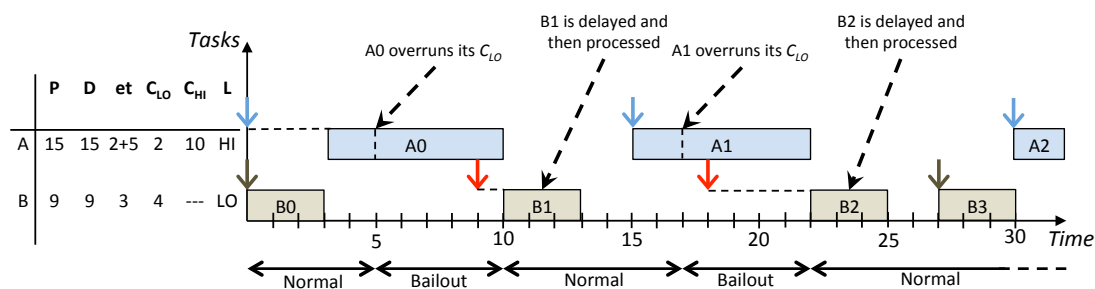 B1 is delayed and
then processed
B2 is delayed and
then processed
Tasks
A0 overruns its C_LO
A1 overruns its C_LO
P D et C_LO C_HI L
A 15 15 2+5 2 10 HI
A0 A1 A2
B 9 9 3 4 --- LO
B0 B1 B2 B3
5 10 15 20 25 30 Time
Normal Bailout Normal Bailout Normal